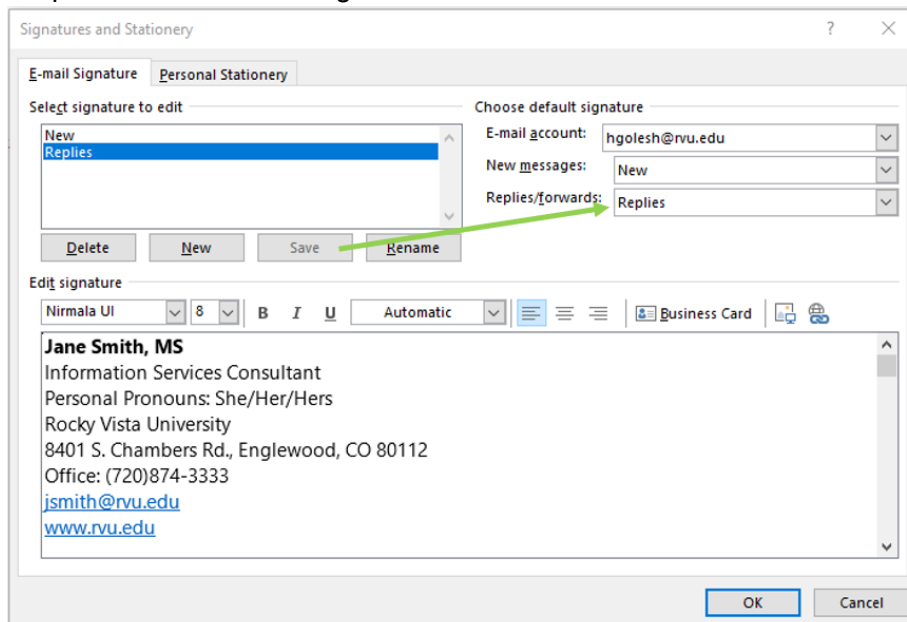 Signatures and Stationery ? ×
E-mail Signature Personal Stationery
Select signature to edit
New
Replies
Delete New Save Rename
Choose default signature
E-mail account: hgolesh@rvu.edu
New messages: New
Replies/forwards: Replies
Edit signature
Nirmala UI 8 B I U Automatic Business Card
Jane Smith, MS
Information Services Consultant
Personal Pronouns: She/Her/Hers
Rocky Vista University
8401 S. Chambers Rd., Englewood, CO 80112
Office: (720)874-3333
jsmith@rvu.edu
www.rvu.edu
OK Cancel